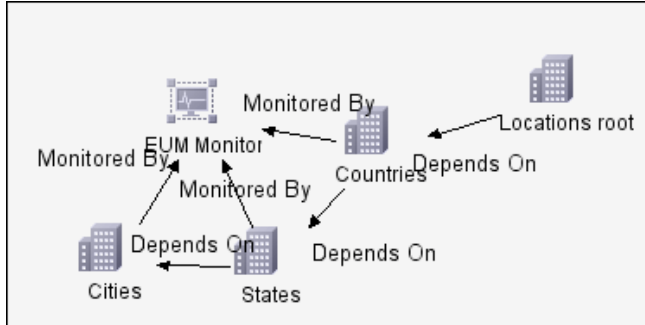 Monitored By
Locations root
EUM Monitor
Monitored By
Countries
Depends On
Monitored By
Depends On
Depends On
Cities
States